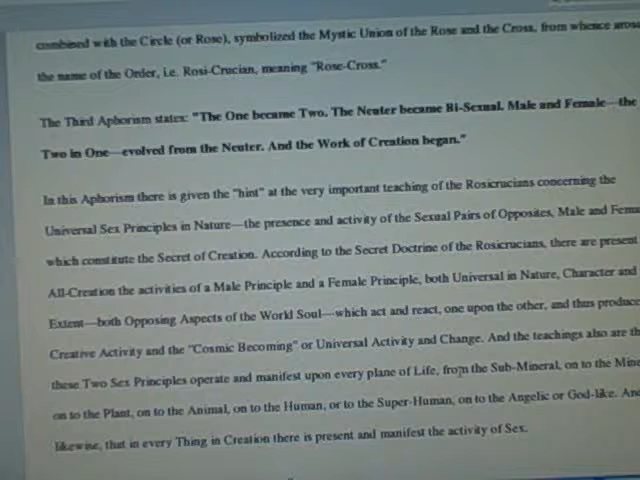 combined with the Circle (or Rose), symbolized the Mystic Union of the Rose and the Cross, from whence arose
the name of the Order, i.e. Rosi-Crucian, meaning "Rose-Cross."
The Third Aphorism states: "The One became Two. The Neuter became Bi-Sexual. Male and Female—the
Two in One—evolved from the Neuter. And the Work of Creation began."
In this Aphorism there is given the "hint" at the very important teaching of the Rosicrucians concerning the
Universal Sex Principles in Nature—the presence and activity of the Sexual Pairs of Opposites, Male and Fema
which constitute the Secret of Creation. According to the Secret Doctrine of the Rosicrucians, there are present
All-Creation the activities of a Male Principle and a Female Principle, both Universal in Nature, Character and
Extent—both Opposing Aspects of the World Soul—which act and react, one upon the other, and thus produce
Creative Activity and the "Cosmic Becoming" or Universal Activity and Change. And the teachings also are th
these Two Sex Principles operate and manifest upon every plane of Life, from the Sub-Mineral, on to the Mine
on to the Plant, on to the Animal, on to the Human, or to the Super-Human, on to the Angelic or God-like. And
likewise, that in every Thing in Creation there is present and manifest the activity of Sex.